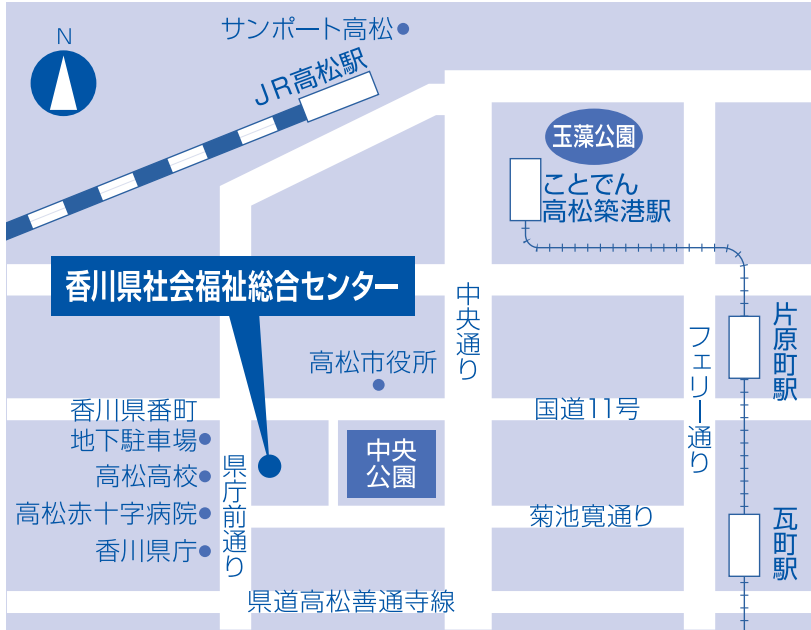 N
サンポート高松
JR高松駅
玉藻公園
ことでん
高松築港駅
香川県社会福祉総合センター
中央通り
フェリー通り
片原町駅
高松市役所
香川県番町
地下駐車場
国道11号
高松高校
県庁前通り
中央
公園
高松赤十字病院
菊池寛通り
瓦町駅
香川県庁
県道高松善通寺線